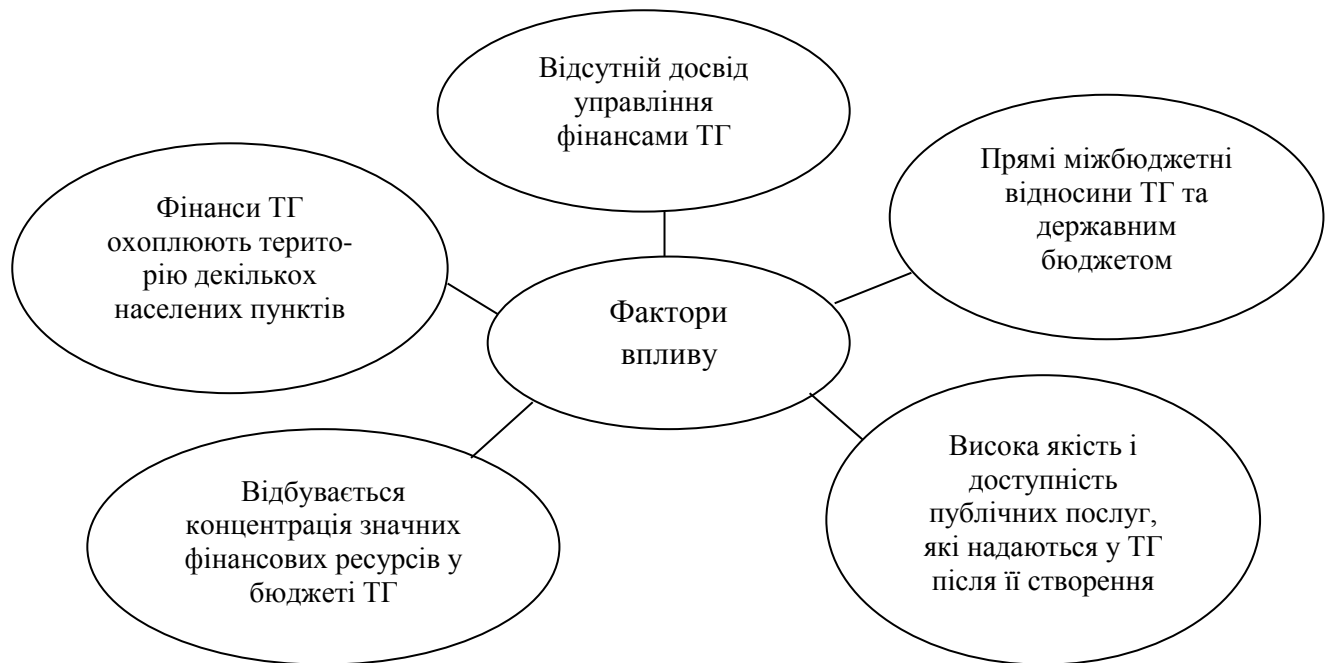 Відсутній досвід
управління
фінансами ТГ
Прямі міжбюджетні
відносини ТГ та
державним
бюджетом
Фінанси ТГ
охоплюють терито-
рію декількох
населених пунктів
Фактори
впливу
Висока якість і
доступність
публічних послуг,
які надаються у ТГ
після її створення
Відбувається
концентрація значних
фінансових ресурсів у
бюджеті ТГ